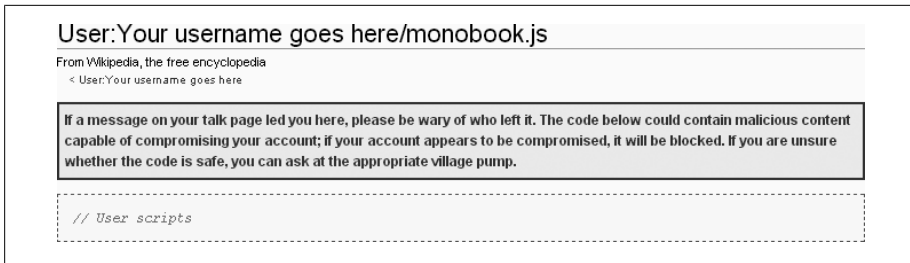 User:Your username goes here/monobook.js
From Wikipedia, the free encyclopedia
< User:Your username goes here
If a message on your talk page led you here, please be wary of who left it. The code below could contain malicious content
capable of compromising your account; if your account appears to be compromised, it will be blocked. If you are unsure
whether the code is safe, you can ask at the appropriate village pump.
// User scripts